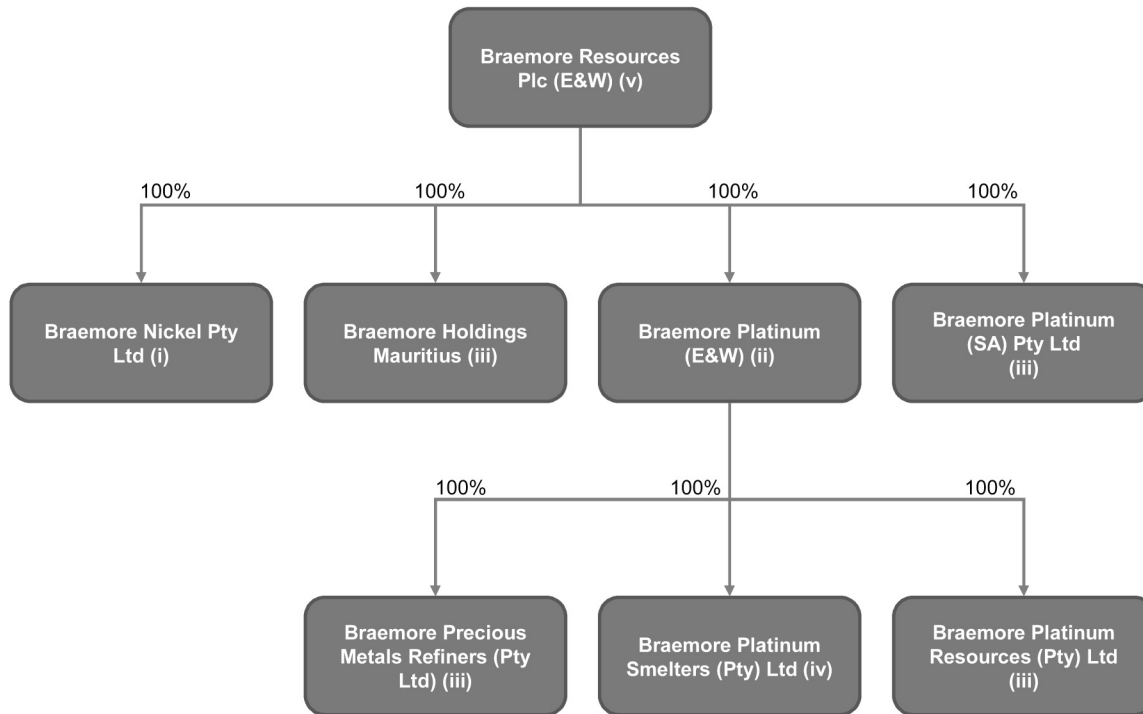 Braemore Resources
Plc (E&W) (v)
100%
100%
100%
100%
Braemore Nickel Pty
Ltd (i)
Braemore Holdings
Mauritius (iii)
Braemore Platinum
(E&W) (ii)
Braemore Platinum
(SA) Pty Ltd
(iii)
100%
100%
100%
Braemore Precious
Metals Refiners (Pty
Ltd) (iii)
Braemore Platinum
Smelters (Pty) Ltd (iv)
Braemore Platinum
Resources (Pty) Ltd
(iii)